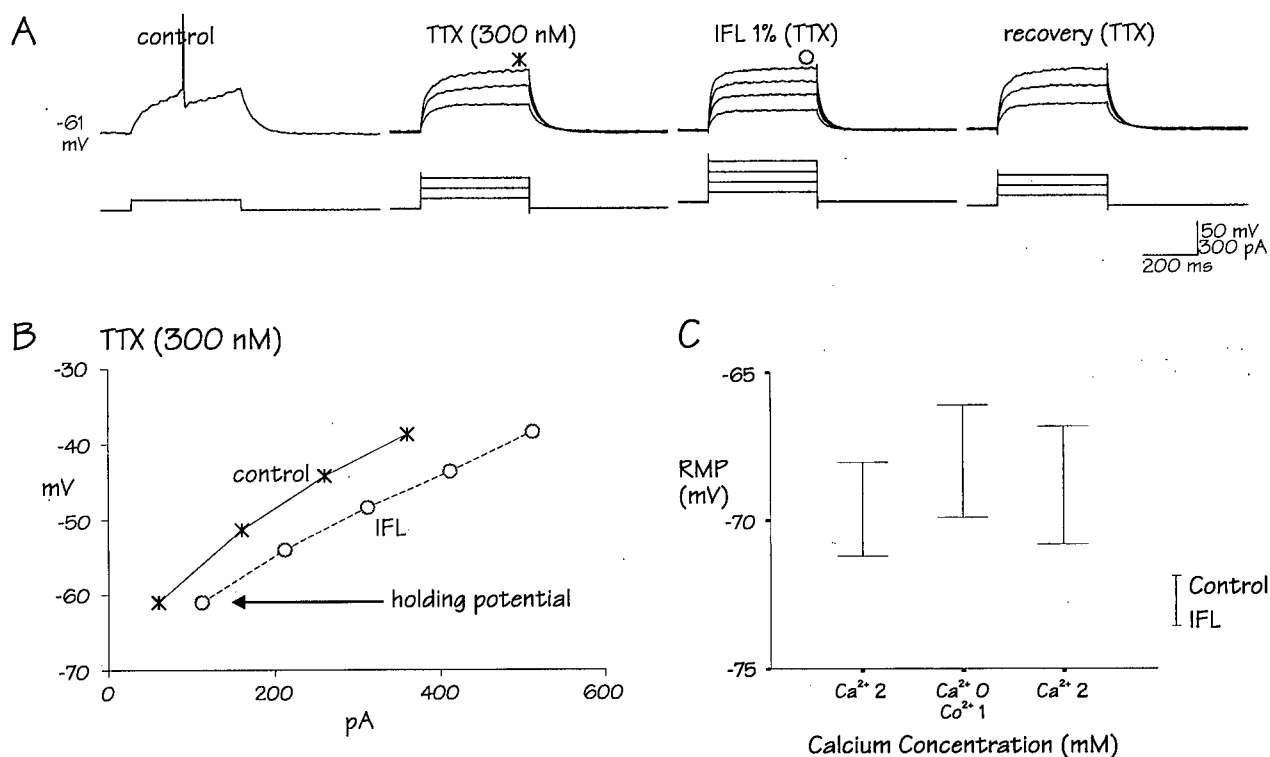 A
control
TTX (300 nM)
IFL 1% (TTX)
recovery (TTX)
-61
mV
50 mV
300 pA
200 ms
B TTX (300 nM)
-30
-40
mV
-50
-60
-70
control
IFL
holding potential
0 200 400 600
pA
C
-65
RMP
(mV)
-70
-75
Control
IFL
Ca²⁺ 2 Ca²⁺ 0 Ca²⁺ 2
Co²⁺ 1
Calcium Concentration (mM)